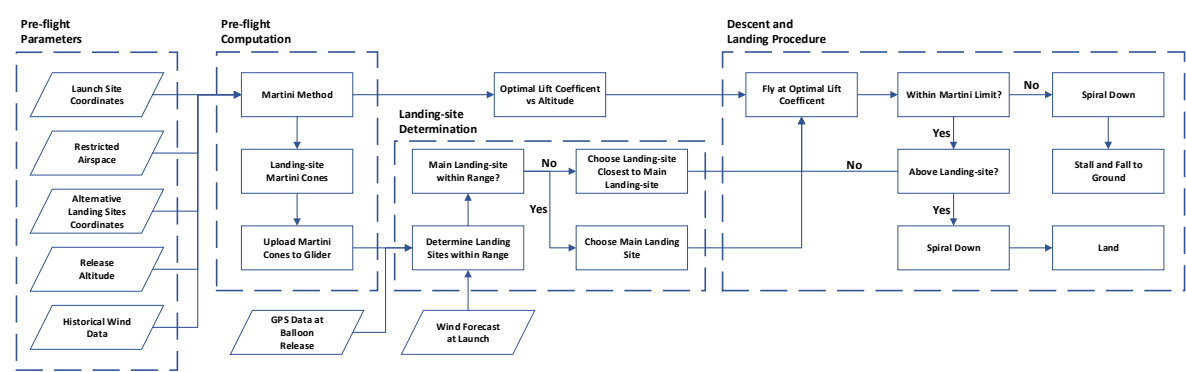 Pre-flight
Parameters
Launch Site
Coordinates
Restricted
Airspace
Alternative
Landing Sites
Coordinates
Release
Altitude
Historical Wind
Data
Pre-flight
Computation
Martini Method
Landing-site
Martini Cones
Upload Martini
Cones to Glider
GPS Data at
Balloon
Release
Wind Forecast
at Launch
Optimal Lift Coefficent
vs Altitude
Landing-site
Determination
Main Landing-site
within Range?
No
Yes
Choose Landing-site
Closest to Main
Landing-site
Determine Landing
Sites within Range
Choose Main Landing
Site
Descent and
Landing Procedure
Fly at Optimal Lift
Coefficent
Within Martini Limit?
No
Spiral Down
Yes
Stall and Fall to
Ground
No
Above Landing-site?
Yes
Spiral Down
Land